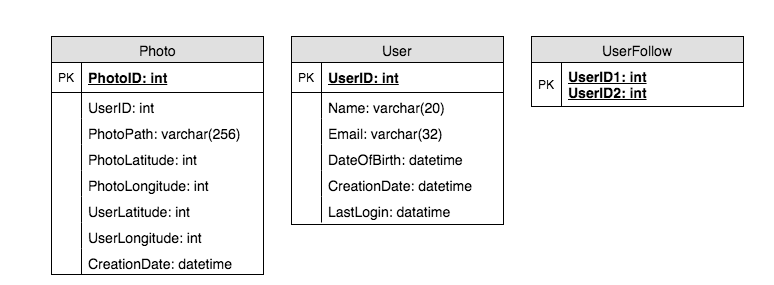 Photo
PK PhotoID: int
UserID: int
PhotoPath: varchar(256)
PhotoLatitude: int
PhotoLongitude: int
UserLatitude: int
UserLongitude: int
CreationDate: datetime
User
PK UserID: int
Name: varchar(20)
Email: varchar(32)
DateOfBirth: datetime
CreationDate: datetime
LastLogin: datatime
UserFollow
PK UserID1: int
UserID2: int